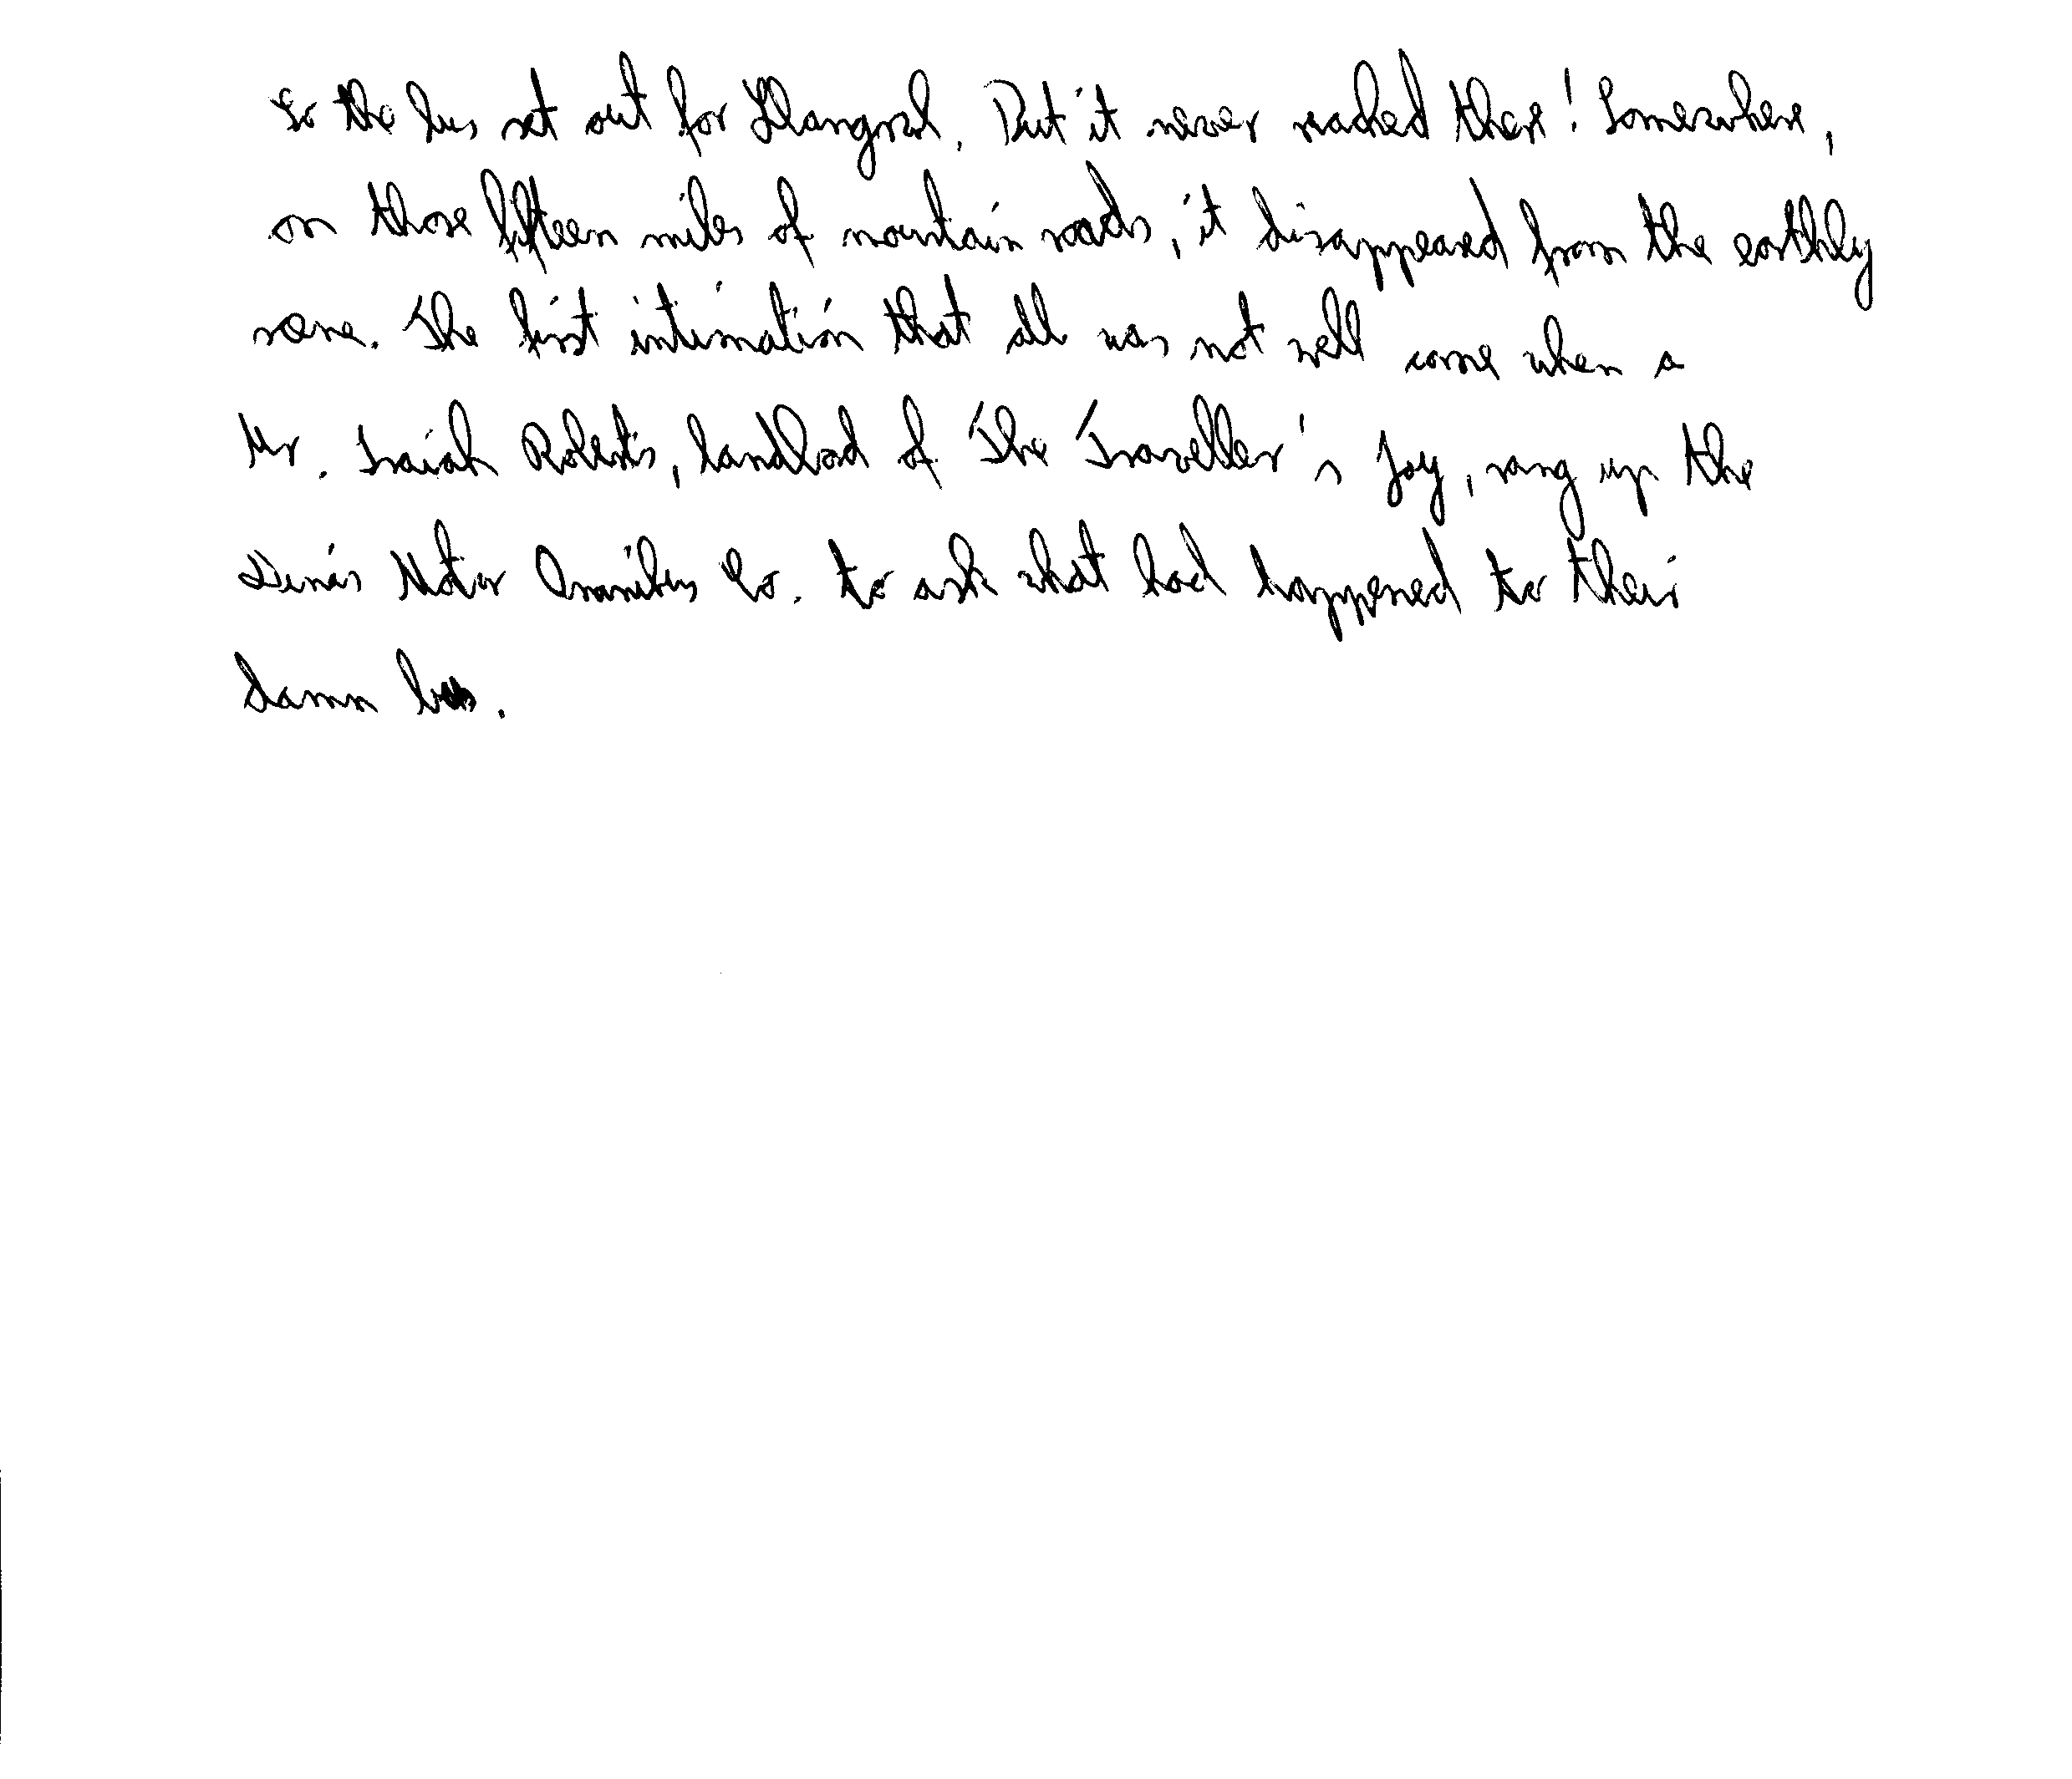 So the bus set out for Llangrwl. But it never reached there! Somewhere,
on those fifteen miles of mountain roads, it disappeared from the earthly
scene. The first intimation that all was not well came when a
Mr. Isaiah Roberts, landlord of The Traveller's Joy, rang up the
Dinas Motor Omnibus Co. to ask what had happened to their
damn bus.